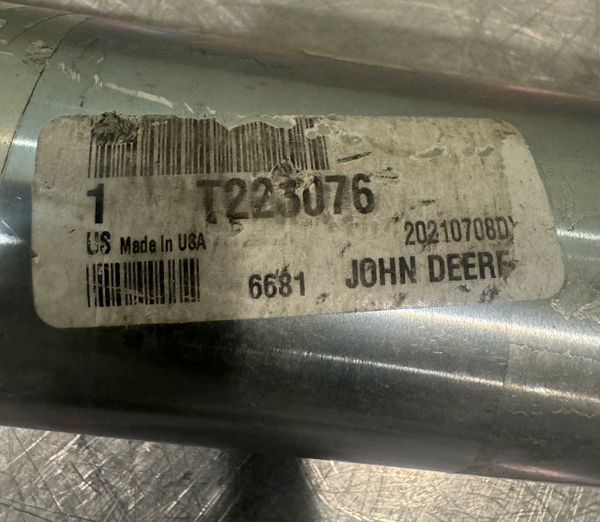 1 T223076
20210708D
US Made In USA
6681 JOHN DEERE